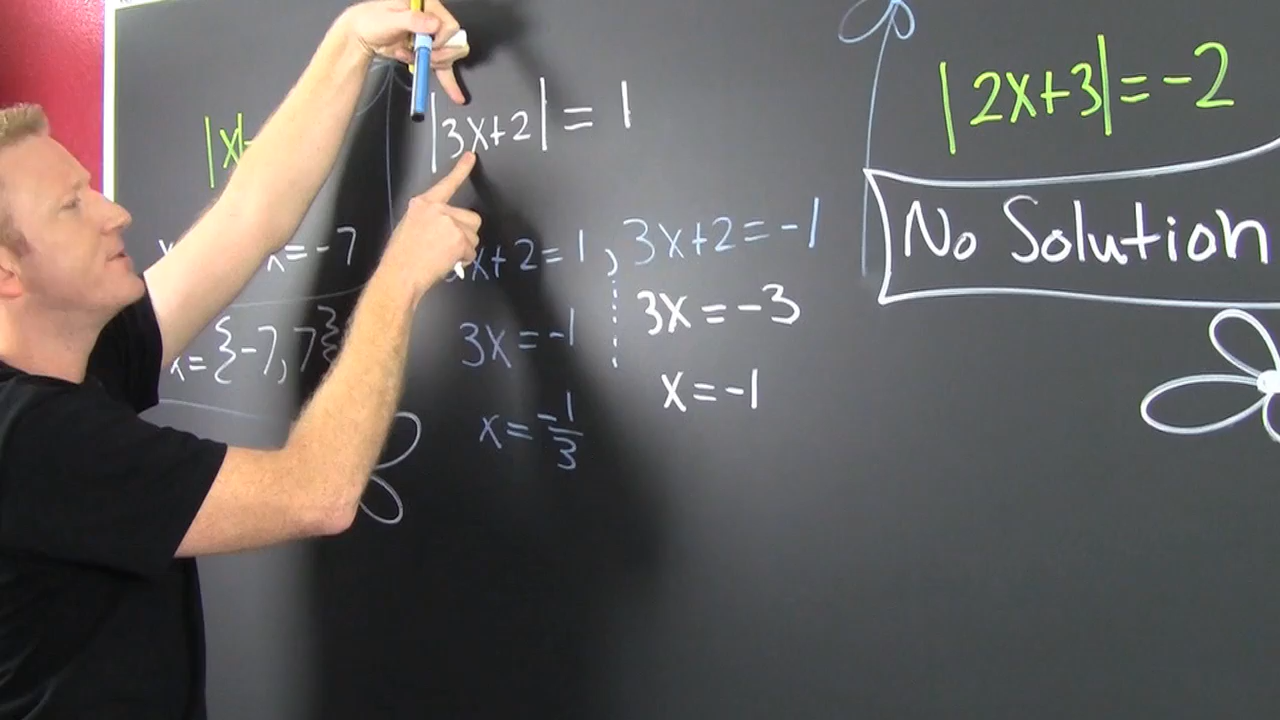 |x|
x = -7
x = {-7, 7}
|3x+2| = 1
x+2 = 1, 3x+2 = -1
3x = -1
3x = -3
x = -1/3
x = -1
|2x+3| = -2
No Solution